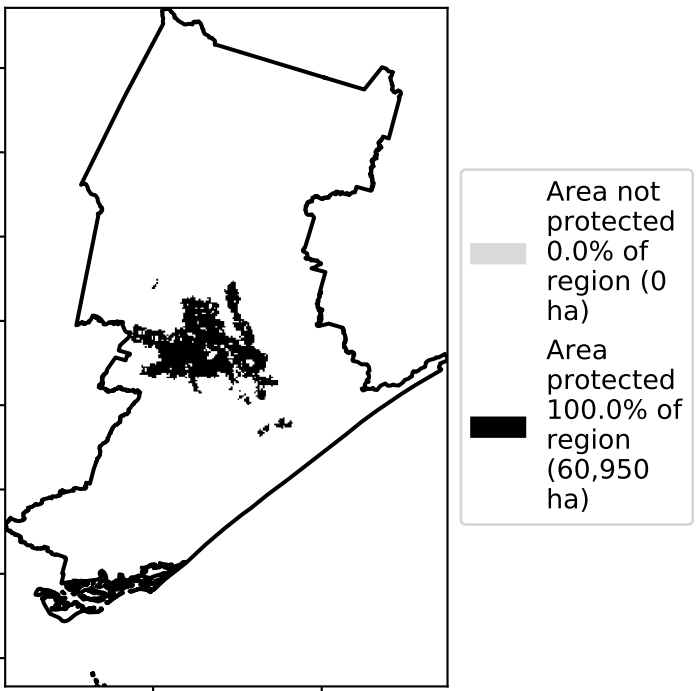 Area not
protected
0.0% of
region (0
ha)
Area
protected
100.0% of
region
(60,950
ha)